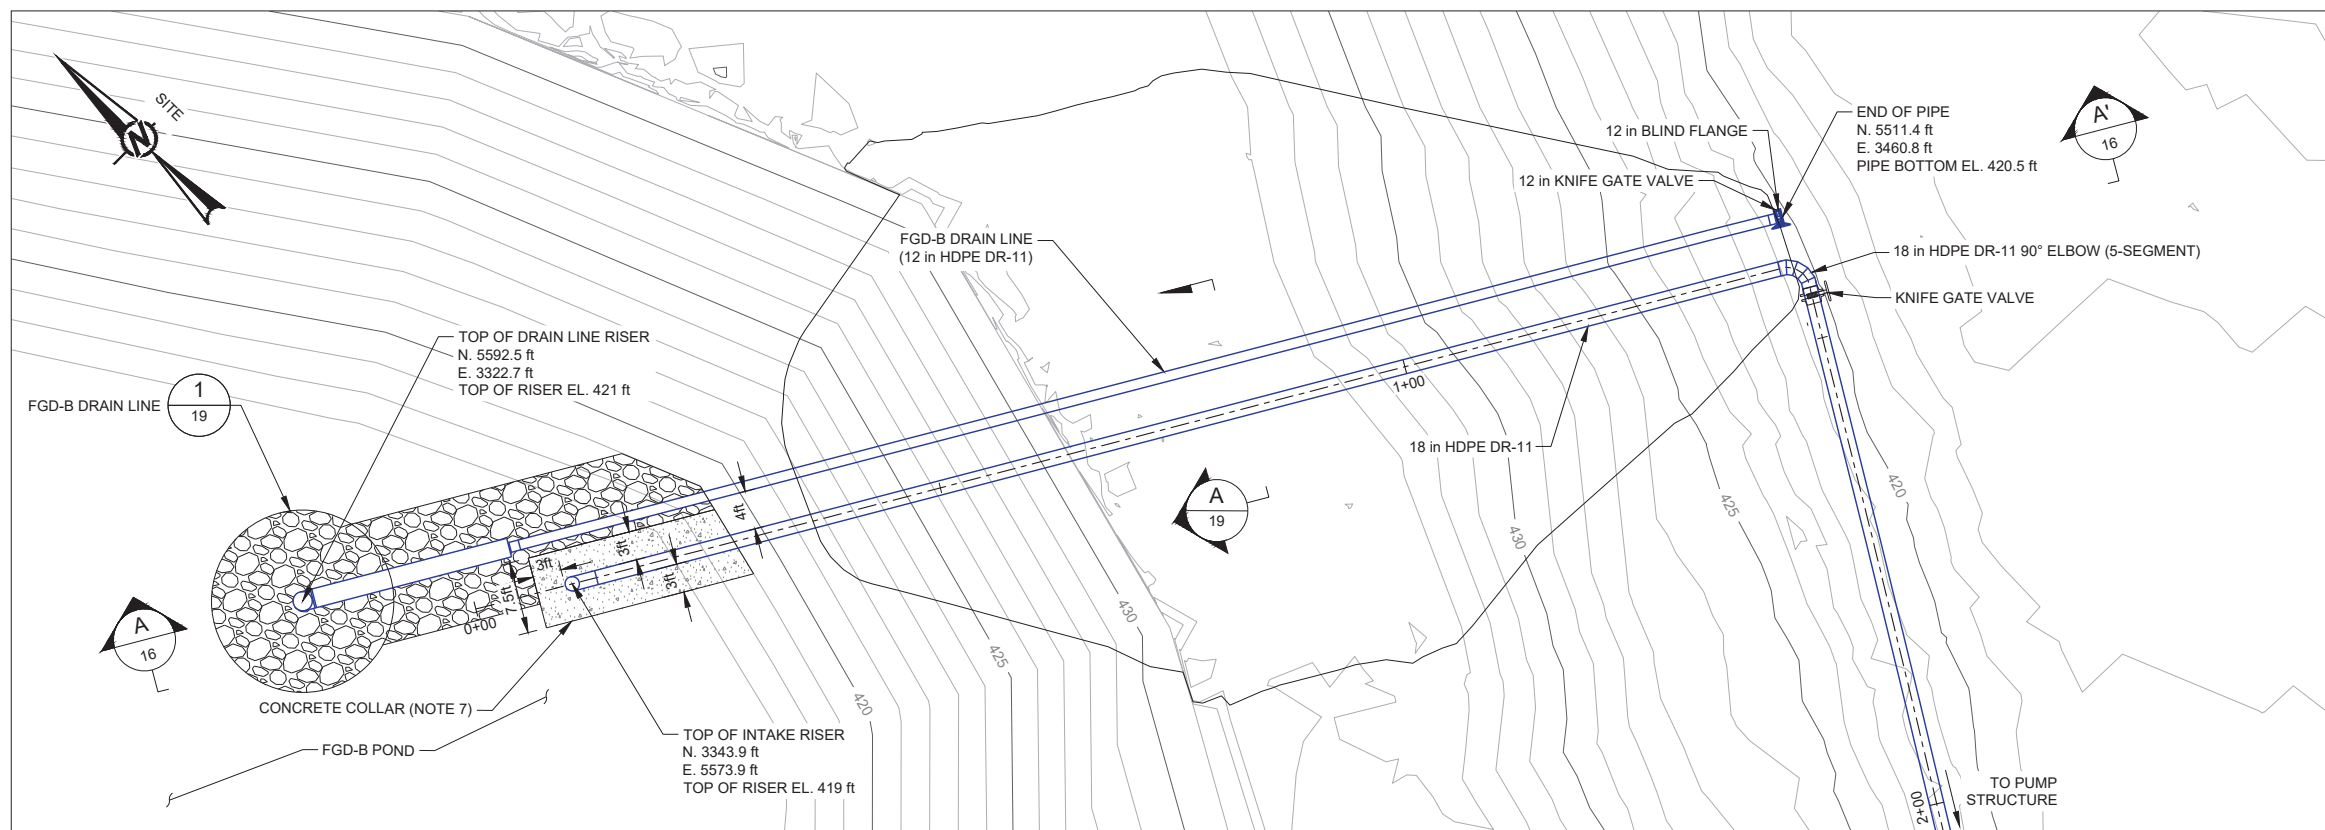 SITE
N
A'
16
END OF PIPE
N. 5511.4 ft
E. 3460.8 ft
PIPE BOTTOM EL. 420.5 ft
12 in BLIND FLANGE
12 in KNIFE GATE VALVE
FGD-B DRAIN LINE
(12 in HDPE DR-11)
18 in HDPE DR-11 90° ELBOW (5-SEGMENT)
KNIFE GATE VALVE
TOP OF DRAIN LINE RISER
N. 5592.5 ft
E. 3322.7 ft
TOP OF RISER EL. 421 ft
1
19
FGD-B DRAIN LINE
1+00
18 in HDPE DR-11
A
19
4ft
3ft
3ft
3ft
7.5ft
0+00
A
16
430
425
420
430
425
420
CONCRETE COLLAR (NOTE 7)
FGD-B POND
TOP OF INTAKE RISER
N. 3343.9 ft
E. 5573.9 ft
TOP OF RISER EL. 419 ft
TO PUMP
STRUCTURE
2+00